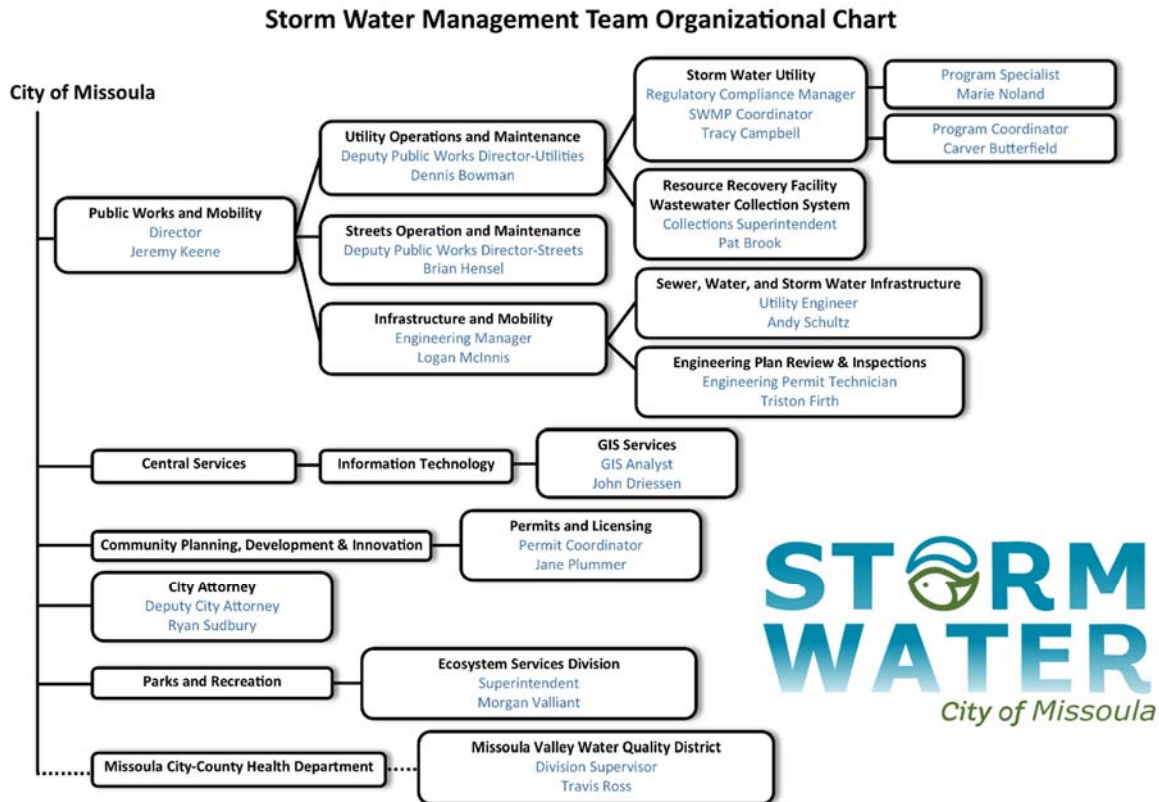 Storm Water Management Team Organizational Chart
City of Missoula
Public Works and Mobility
Director
Jeremy Keene
Utility Operations and Maintenance
Deputy Public Works Director-Utilities
Dennis Bowman
Storm Water Utility
Regulatory Compliance Manager
SWMP Coordinator
Tracy Campbell
Program Specialist
Marie Noland
Program Coordinator
Carver Butterfield
Resource Recovery Facility
Wastewater Collection System
Collections Superintendent
Pat Brook
Streets Operation and Maintenance
Deputy Public Works Director-Streets
Brian Hensel
Infrastructure and Mobility
Engineering Manager
Logan McInnis
Sewer, Water, and Storm Water Infrastructure
Utility Engineer
Andy Schultz
Engineering Plan Review & Inspections
Engineering Permit Technician
Triston Firth
Central Services
Information Technology
GIS Services
GIS Analyst
John Driessen
Community Planning, Development & Innovation
Permits and Licensing
Permit Coordinator
Jane Plummer
City Attorney
Deputy City Attorney
Ryan Sudbury
Parks and Recreation
Ecosystem Services Division
Superintendent
Morgan Valliant
Missoula City-County Health Department
Missoula Valley Water Quality District
Division Supervisor
Travis Ross
STORM
WATER
City of Missoula